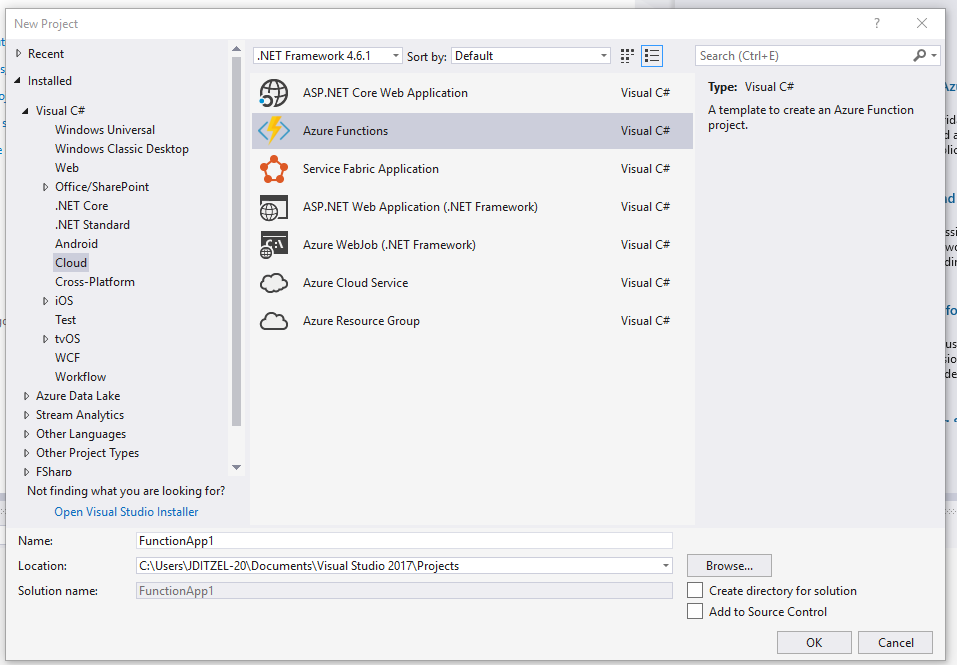 New Project
Recent
Installed
Visual C#
Windows Universal
Windows Classic Desktop
Web
Office/SharePoint
.NET Core
.NET Standard
Android
Cloud
Cross-Platform
iOS
Test
tvOS
WCF
Workflow
Azure Data Lake
Stream Analytics
Other Languages
Other Project Types
FSharp
Not finding what you are looking for?
Open Visual Studio Installer
.NET Framework 4.6.1 Sort by: Default
ASP.NET Core Web Application Visual C#
Azure Functions Visual C#
Service Fabric Application Visual C#
ASP.NET Web Application (.NET Framework) Visual C#
Azure WebJob (.NET Framework) Visual C#
Azure Cloud Service Visual C#
Azure Resource Group Visual C#
Search (Ctrl+E)
Type: Visual C#
A template to create an Azure Function
project.
Name: FunctionApp1
Location: C:\Users\JDITZEL-20\Documents\Visual Studio 2017\Projects Browse...
Solution name: FunctionApp1
Create directory for solution
Add to Source Control
OK Cancel